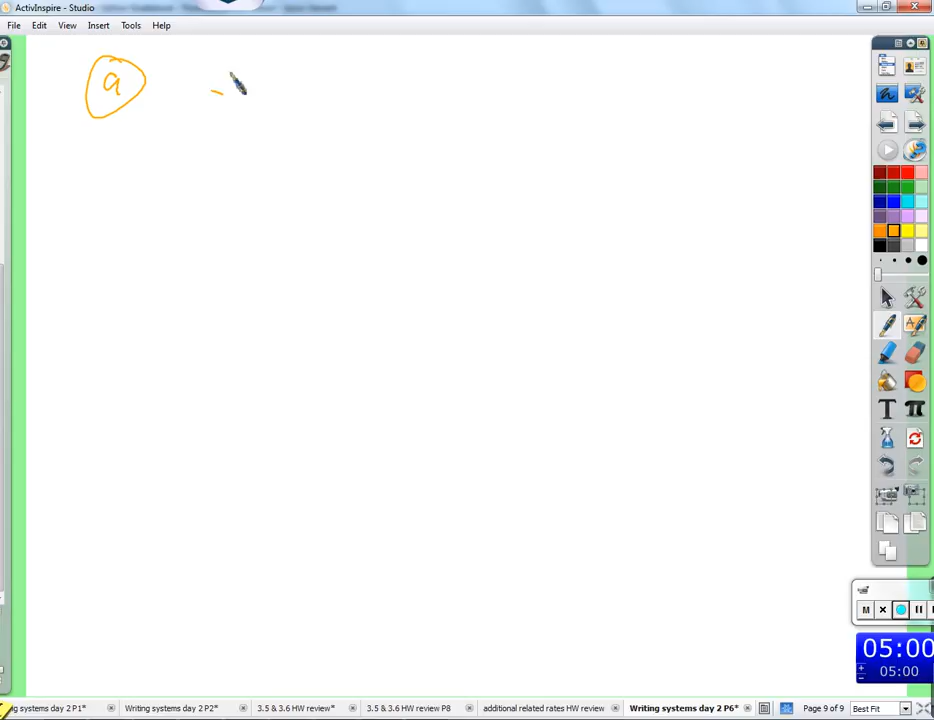 ActivInspire - Studio
File Edit View Insert Tools Help
a -
M
05:00
05:00
ng systems day 2 P1* Writing systems day 2 P2* 3.5 & 3.6 HW review* 3.5 & 3.6 HW review P8 additional related rates HW review Writing systems day 2 P6* Page 9 of 9 Best Fit